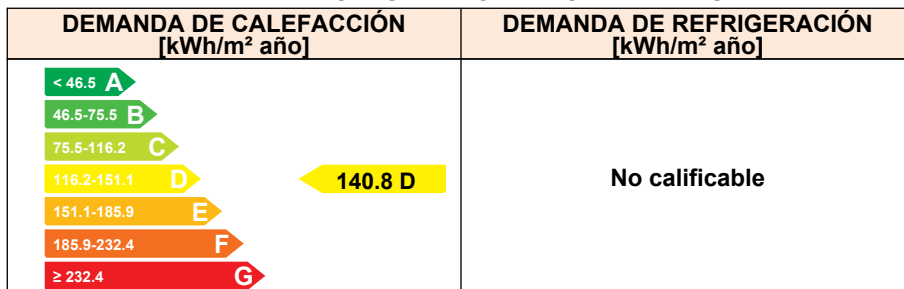 DEMANDA DE CALEFACCIÓN
[kWh/m² año]
DEMANDA DE REFRIGERACIÓN
[kWh/m² año]
< 46.5 A
46.5-75.5 B
75.5-116.2 C
116.2-151.1 D
140.8 D
151.1-185.9 E
185.9-232.4 F
≥ 232.4 G
No calificable